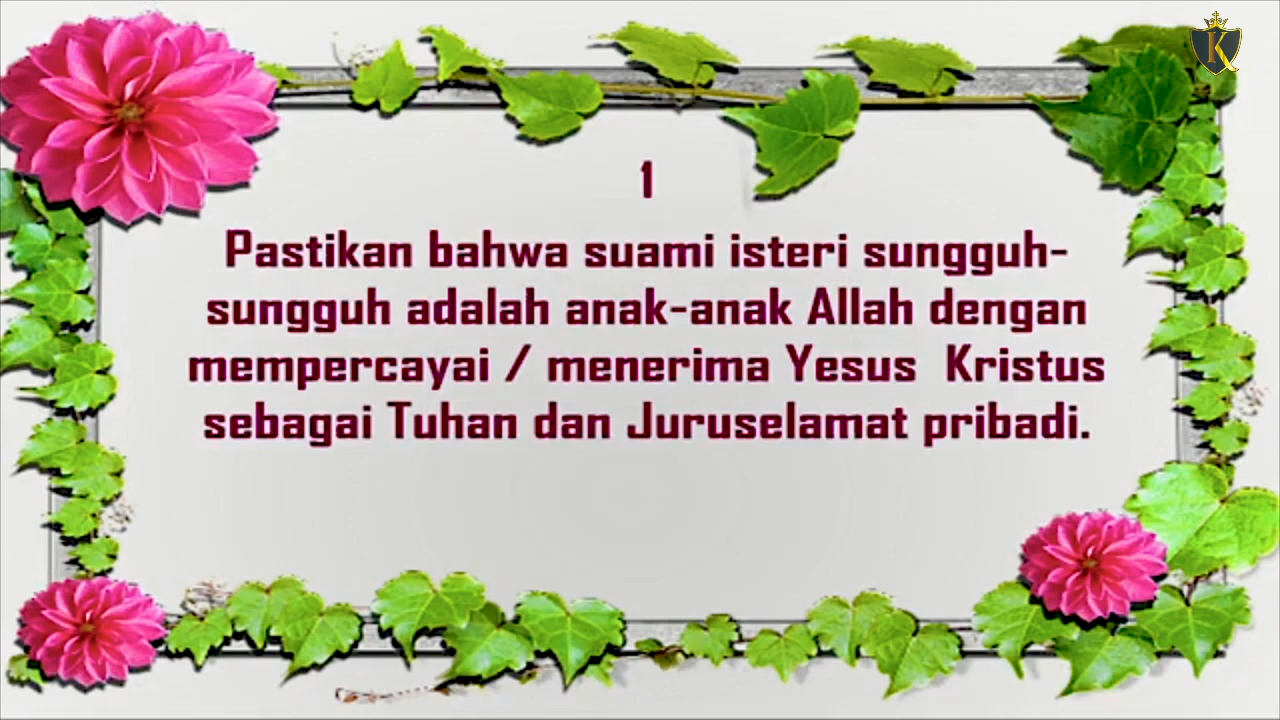 K
1
Pastikan bahwa suami isteri sungguh-
sungguh adalah anak-anak Allah dengan
mempercayai / menerima Yesus Kristus
sebagai Tuhan dan Juruselamat pribadi.